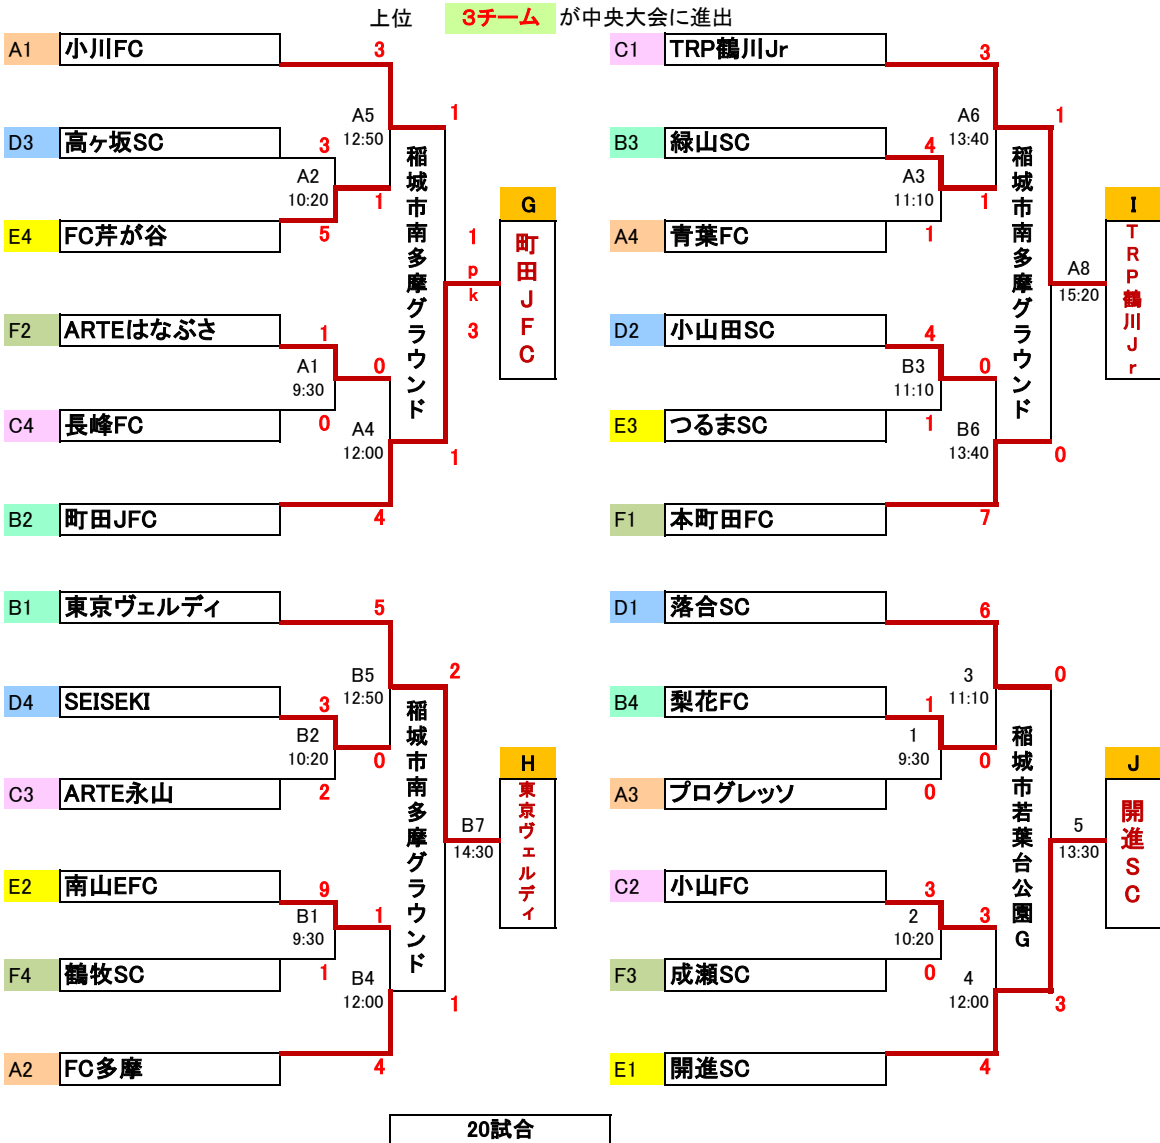 上位 3チーム が中央大会に進出
A1 小川FC 3
A5
12:50
1
D3 高ヶ坂SC 3
A2
10:20
1
E4 FC芹が谷 5
稲城市南多摩グラウンド
G
町田JFC
1
pk
3
F2 ARTEはなぶさ 1
A1
9:30
0
C4 長峰FC 0
A4
12:00
1
B2 町田JFC 4
C1 TRP鶴川Jr 3
A6
13:40
1
B3 緑山SC 4
A3
11:10
1
A4 青葉FC 1
稲城市南多摩グラウンド
I
TRP鶴川Jr
A8
15:20
D2 小山田SC 4
B3
11:10
0
E3 つるまSC 1
B6
13:40
0
F1 本町田FC 7
B1 東京ヴェルディ 5
B5
12:50
2
D4 SEISEKI 3
B2
10:20
0
C3 ARTE永山 2
稲城市南多摩グラウンド
H
東京ヴェルディ
B7
14:30
E2 南山EFC 9
B1
9:30
1
F4 鶴牧SC 1
B4
12:00
1
A2 FC多摩 4
D1 落合SC 6
3
11:10
0
B4 梨花FC 1
1
9:30
0
A3 プログレッソ 0
稲城市若葉台公園G
J
開進SC
5
13:30
C2 小山FC 3
2
10:20
3
F3 成瀬SC 0
4
12:00
3
E1 開進SC 4
20試合